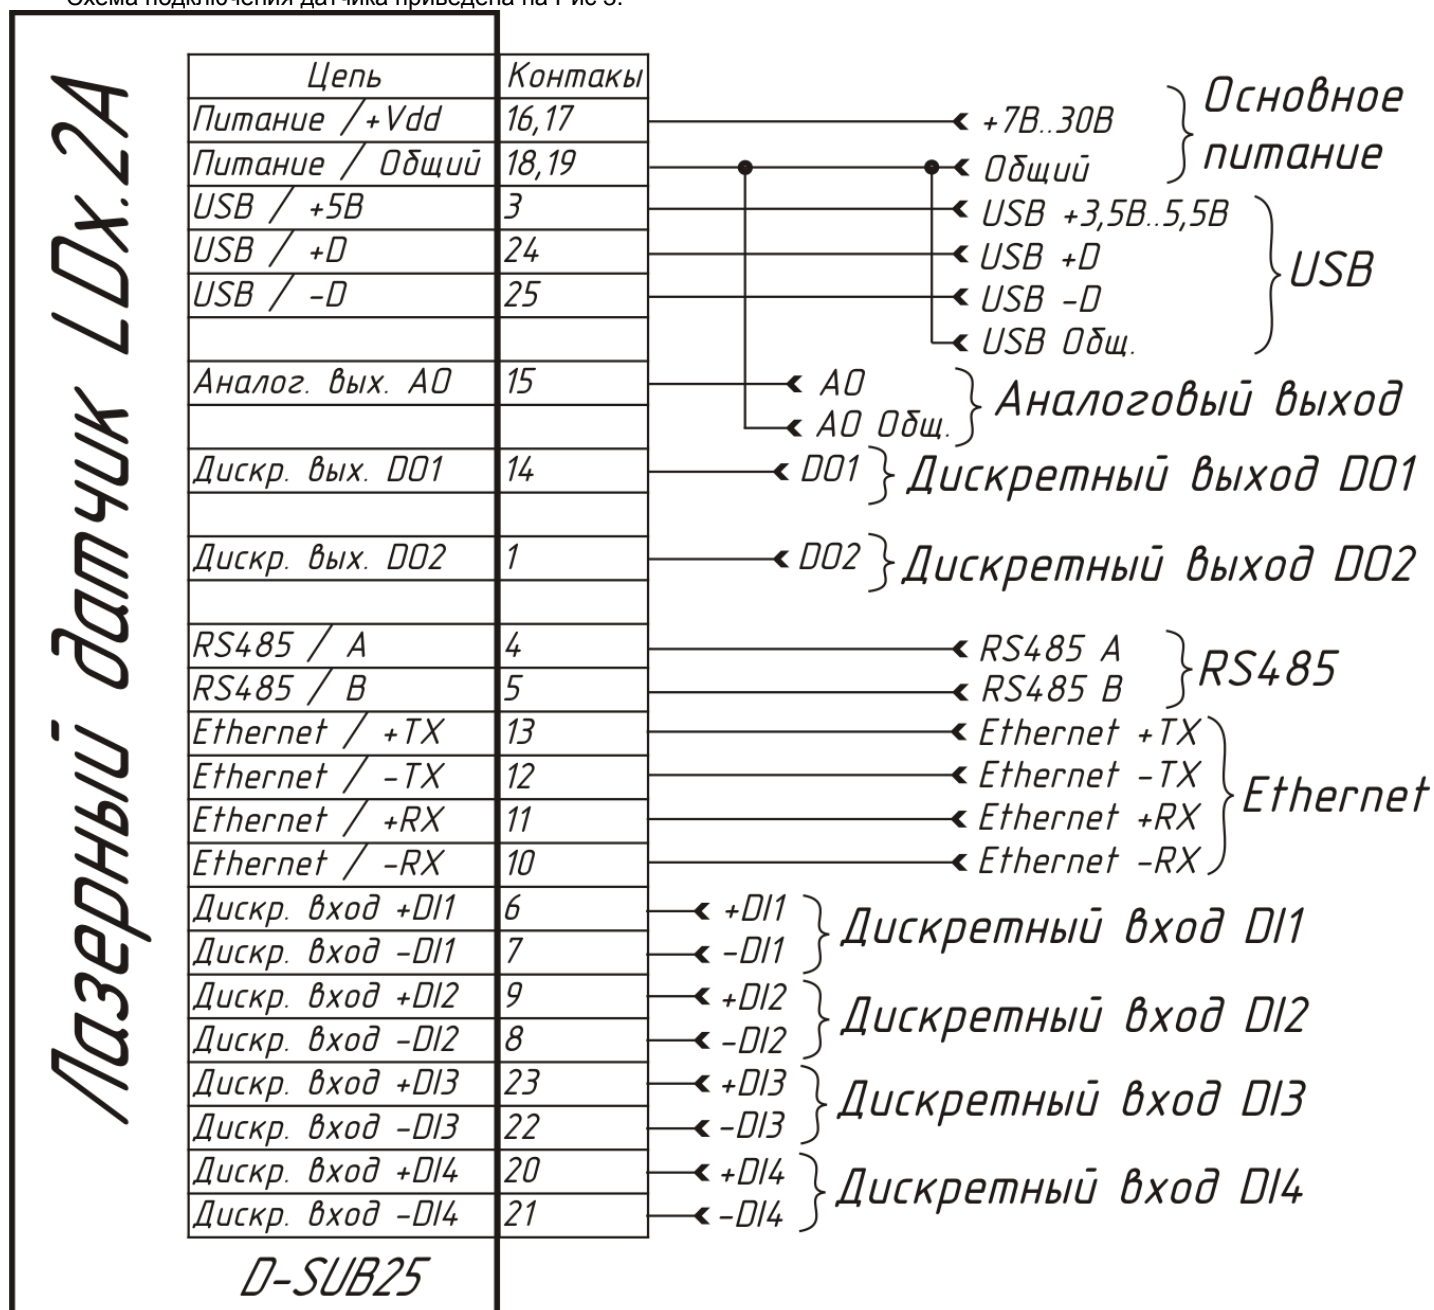 Схема подключения датчика приведена на Рис 3.
Лазерный датчик LDx.2A
Цепь Контакы
Питание /+Vdd 16,17 +7В..30В
Основное
Питание / Общий 18,19 Общий
питание
USB / +5В 3 USB +3,5В..5,5В
USB / +D 24 USB +D
USB
USB / -D 25 USB -D
USB Общ.
Аналог. вых. АО 15 АО
Аналоговый выход
АО Общ.
Дискр. вых. DO1 14 DO1 Дискретный выход DO1
Дискр. вых. DO2 1 DO2 Дискретный выход DO2
RS485 / A 4 RS485 A
RS485
RS485 / B 5 RS485 B
Ethernet / +TX 13 Ethernet +TX
Ethernet / -TX 12 Ethernet -TX
Ethernet
Ethernet / +RX 11 Ethernet +RX
Ethernet / -RX 10 Ethernet -RX
Дискр. вход +DI1 6 +DI1
Дискретный вход DI1
Дискр. вход -DI1 7 -DI1
Дискр. вход +DI2 9 +DI2
Дискретный вход DI2
Дискр. вход -DI2 8 -DI2
Дискр. вход +DI3 23 +DI3
Дискретный вход DI3
Дискр. вход -DI3 22 -DI3
Дискр. вход +DI4 20 +DI4
Дискретный вход DI4
Дискр. вход -DI4 21 -DI4
D-SUB25